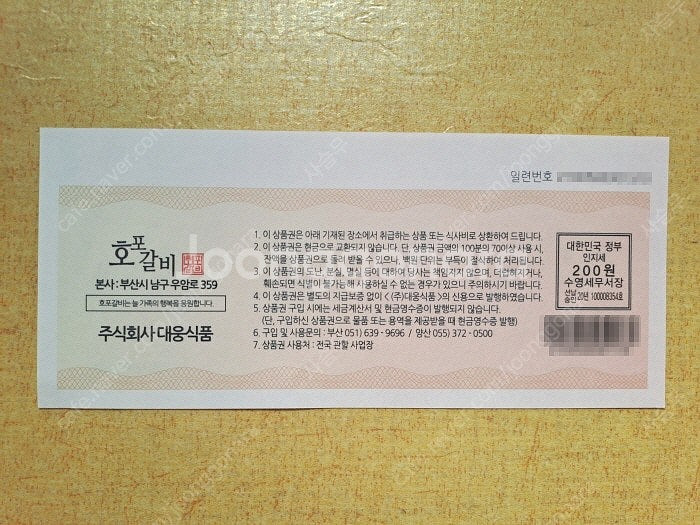 일련번호
호포
갈비
본사 : 부산시 남구 우암로 359
호포갈비는 늘 가족의 행복을 응원합니다.
주식회사 대웅식품
1. 이 상품권은 아래 기재된 장소에서 취급하는 상품 또는 식사비로 상환하여 드립니다.
2. 이 상품권은 현금으로 교환되지 않습니다. 단, 상품권 금액의 100분의 70이상 사용 시,
잔액을 상품권으로 돌려 받을 수 있으나, 백원 단위는 부득이 절삭하여 처리됩니다.
3. 이 상품권의 도난, 분실, 멸실 등에 대하여 당사는 책임지지 않으며, 더럽히거나,
훼손되면 식별이 불가능해 사용하실 수 없는 경우가 있으니 주의하시기 바랍니다.
4. 이 상품권은 별도의 지급보증 없이 <(주)대웅식품>의 신용으로 발행하였습니다.
5. 상품권 구입 시에는 세금계산서 및 현금영수증이 발행되지 않습니다.
(단, 구입하신 상품권으로 물품 또는 용역을 제공받을 때 현금영수증 발행)
6. 구입 및 사용문의 : 부산 051) 639 - 9696 / 양산 055) 372 - 0500
7. 상품권 사용처 : 전국 관할 사업장
대한민국 정부
인지세
200원
수영세무서장
선납승인 20년 100008354호